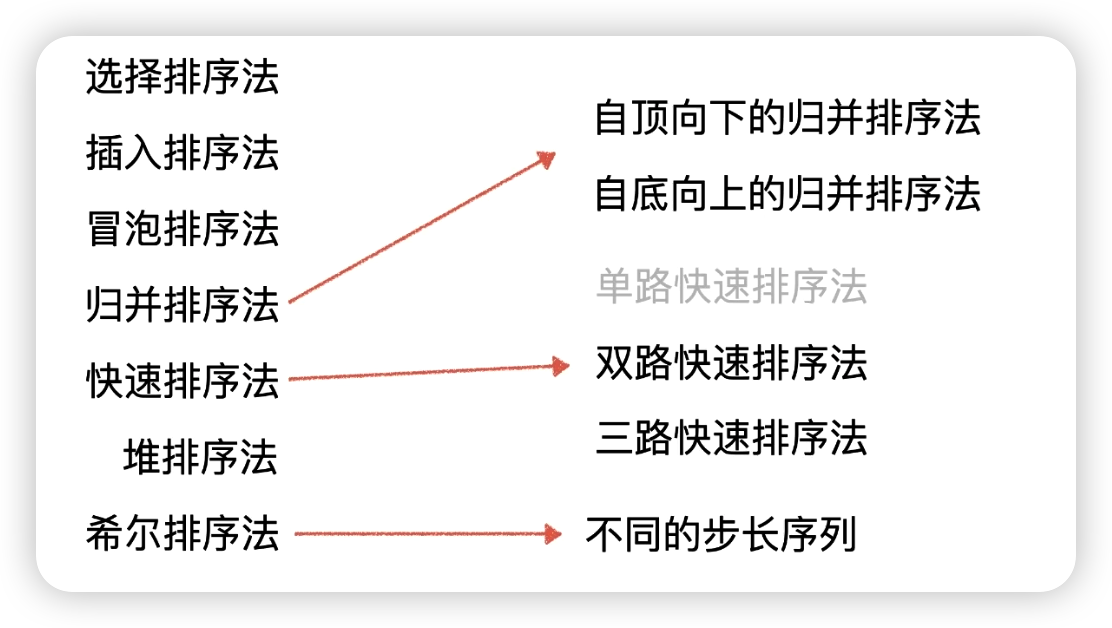 选择排序法
插入排序法
冒泡排序法
归并排序法
快速排序法
堆排序法
希尔排序法
自顶向下的归并排序法
自底向上的归并排序法
单路快速排序法
双路快速排序法
三路快速排序法
不同的步长序列